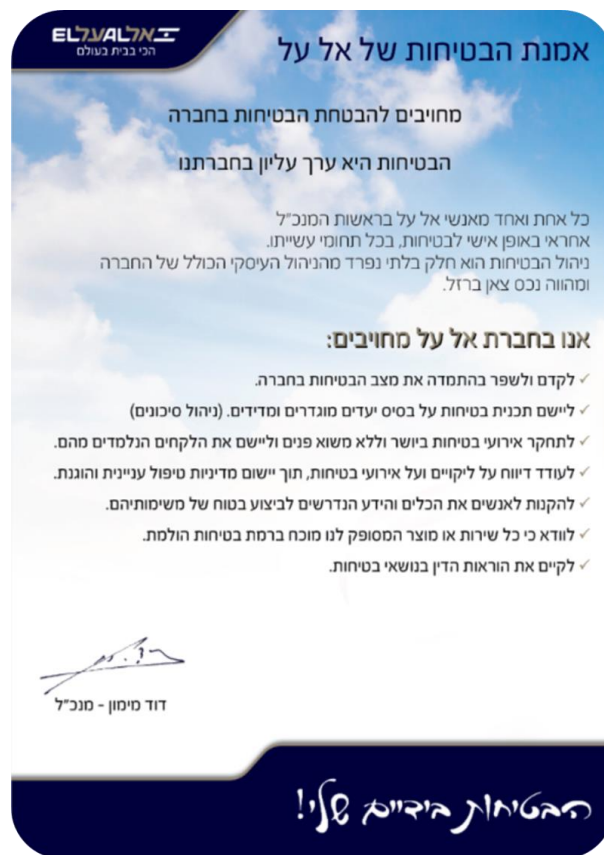 EL אל AL על
הכי בבית בעולם
אמנת הבטיחות של אל על
מחויבים להבטחת הבטיחות בחברה
הבטיחות היא ערך עליון בחברתנו
כל אחת ואחד מאנשי אל על בראשות המנכ"ל
אחראי באופן אישי לבטיחות, בכל תחומי עשייתו.
ניהול הבטיחות הוא חלק בלתי נפרד מהניהול העיסקי הכולל של החברה
ומהווה נכס צאן ברזל.
אנו בחברת אל על מחויבים:
✓ לקדם ולשפר בהתמדה את מצב הבטיחות בחברה.
✓ ליישם תכנית בטיחות על בסיס יעדים מוגדרים ומדידים. (ניהול סיכונים)
✓ לתחקר אירועי בטיחות ביושר וללא משוא פנים וליישם את הלקחים הנלמדים מהם.
✓ לעודד דיווח על ליקויים ועל אירועי בטיחות, תוך יישום מדיניות טיפול עניינית והוגנת.
✓ להקנות לאנשים את הכלים והידע הנדרשים לביצוע בטוח של משימותיהם.
✓ לוודא כי כל שירות או מוצר המסופק לנו מוכח ברמת בטיחות הולמת.
✓ לקיים את הוראות הדין בנושאי בטיחות.
דוד מימון - מנכ"ל
הבטיחות בידיים שלי!